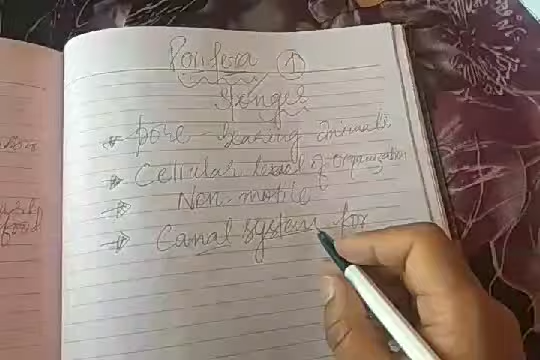 Porifera ①
Sponges
Pore - bearing animals
Cellular level of organization
Non-motile
Canal system for